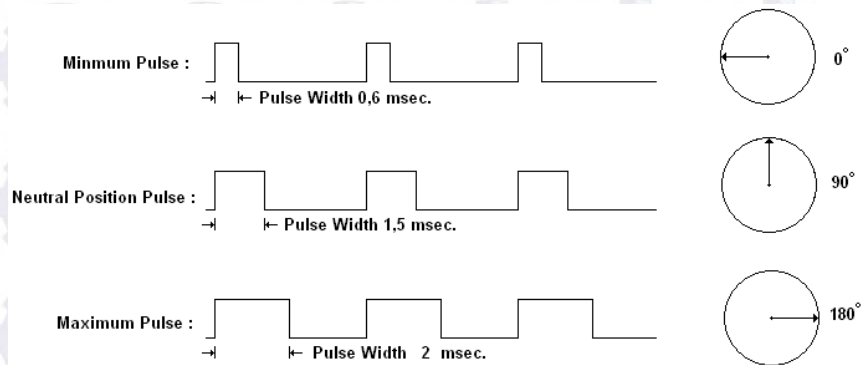 Minmum Pulse :
Pulse Width 0,6 msec.
0°
Neutral Position Pulse :
Pulse Width 1,5 msec.
90°
Maximum Pulse :
Pulse Width 2 msec.
180°